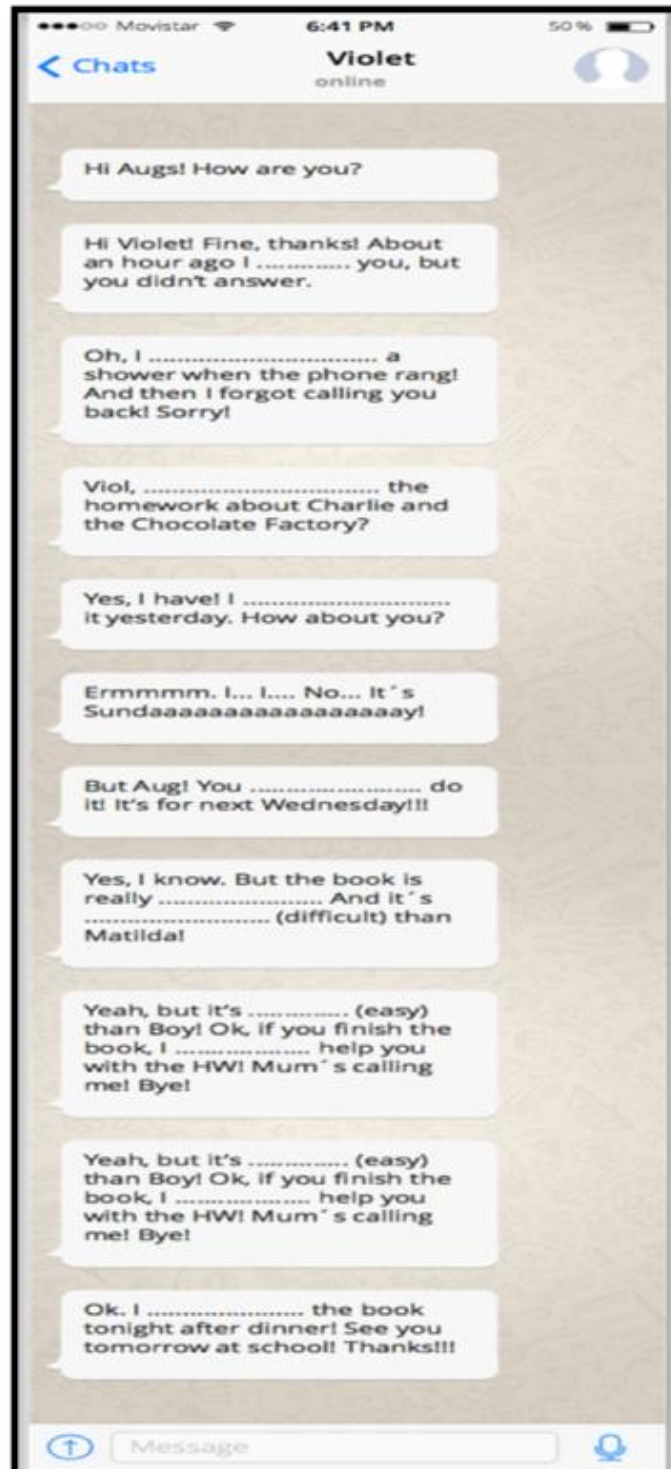 Movistar 6:41 PM 50%
Chats Violet
online
Hi Augs! How are you?
Hi Violet! Fine, thanks! About
an hour ago I ............. you, but
you didn't answer.
Oh, I ................................ a
shower when the phone rang!
And then I forgot calling you
back! Sorry!
Viol, ................................. the
homework about Charlie and
the Chocolate Factory?
Yes, I have! I .............................
it yesterday. How about you?
Ermmmm. I... I.... No... It´s
Sundaaaaaaaaaaaaaaaaaay!
But Aug! You ........................ do
it! It's for next Wednesday!!!
Yes, I know. But the book is
really ....................... And it´s
.......................... (difficult) than
Matilda!
Yeah, but it's .............. (easy)
than Boy! Ok, if you finish the
book, I ................... help you
with the HW! Mum´s calling
me! Bye!
Yeah, but it's .............. (easy)
than Boy! Ok, if you finish the
book, I ................... help you
with the HW! Mum´s calling
me! Bye!
Ok. I ...................... the book
tonight after dinner! See you
tomorrow at school! Thanks!!!
Message